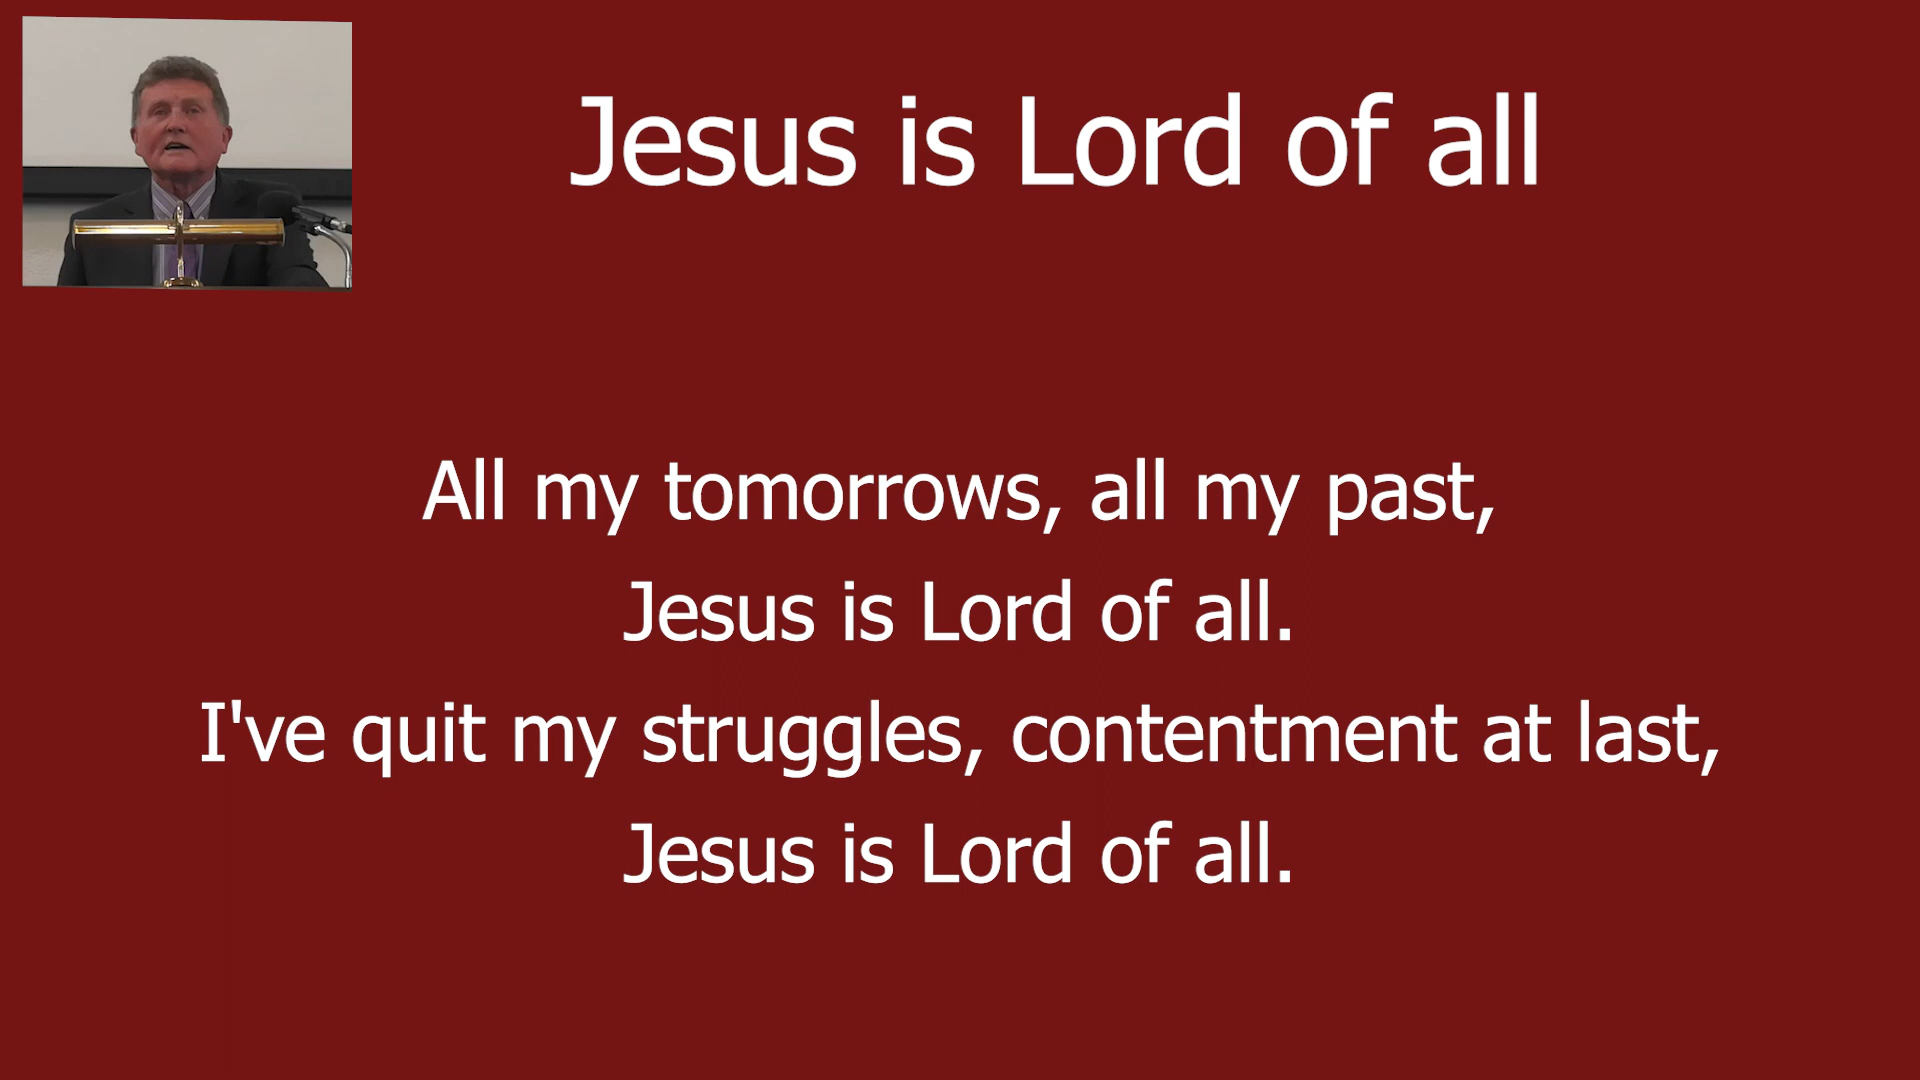 Jesus is Lord of all
All my tomorrows, all my past,
Jesus is Lord of all.
I've quit my struggles, contentment at last,
Jesus is Lord of all.